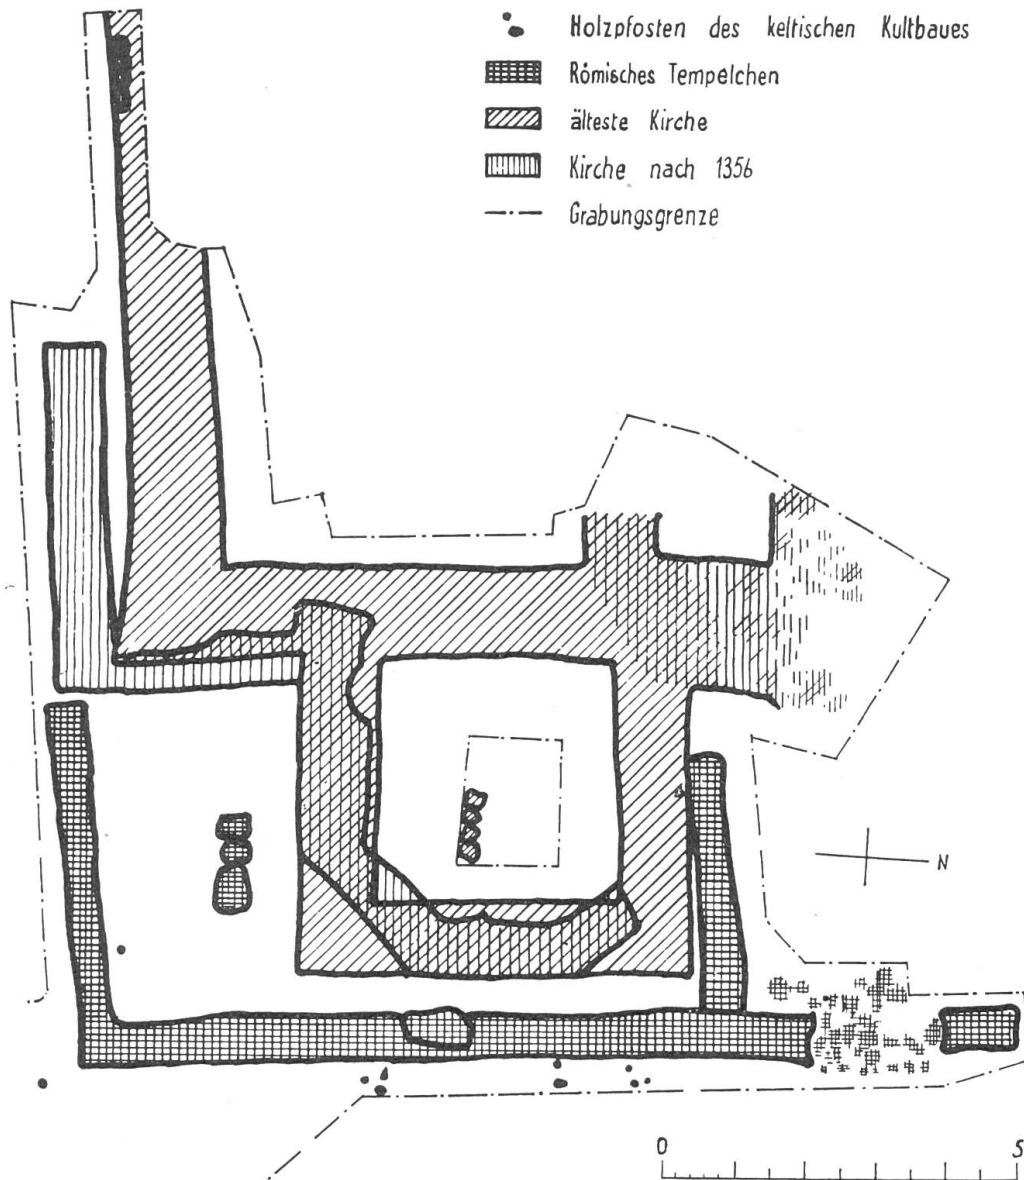 Holzpfosten des keltischen Kultbaues
Römisches Tempelchen
älteste Kirche
Kirche nach 1356
Grabungsgrenze
N
0 5